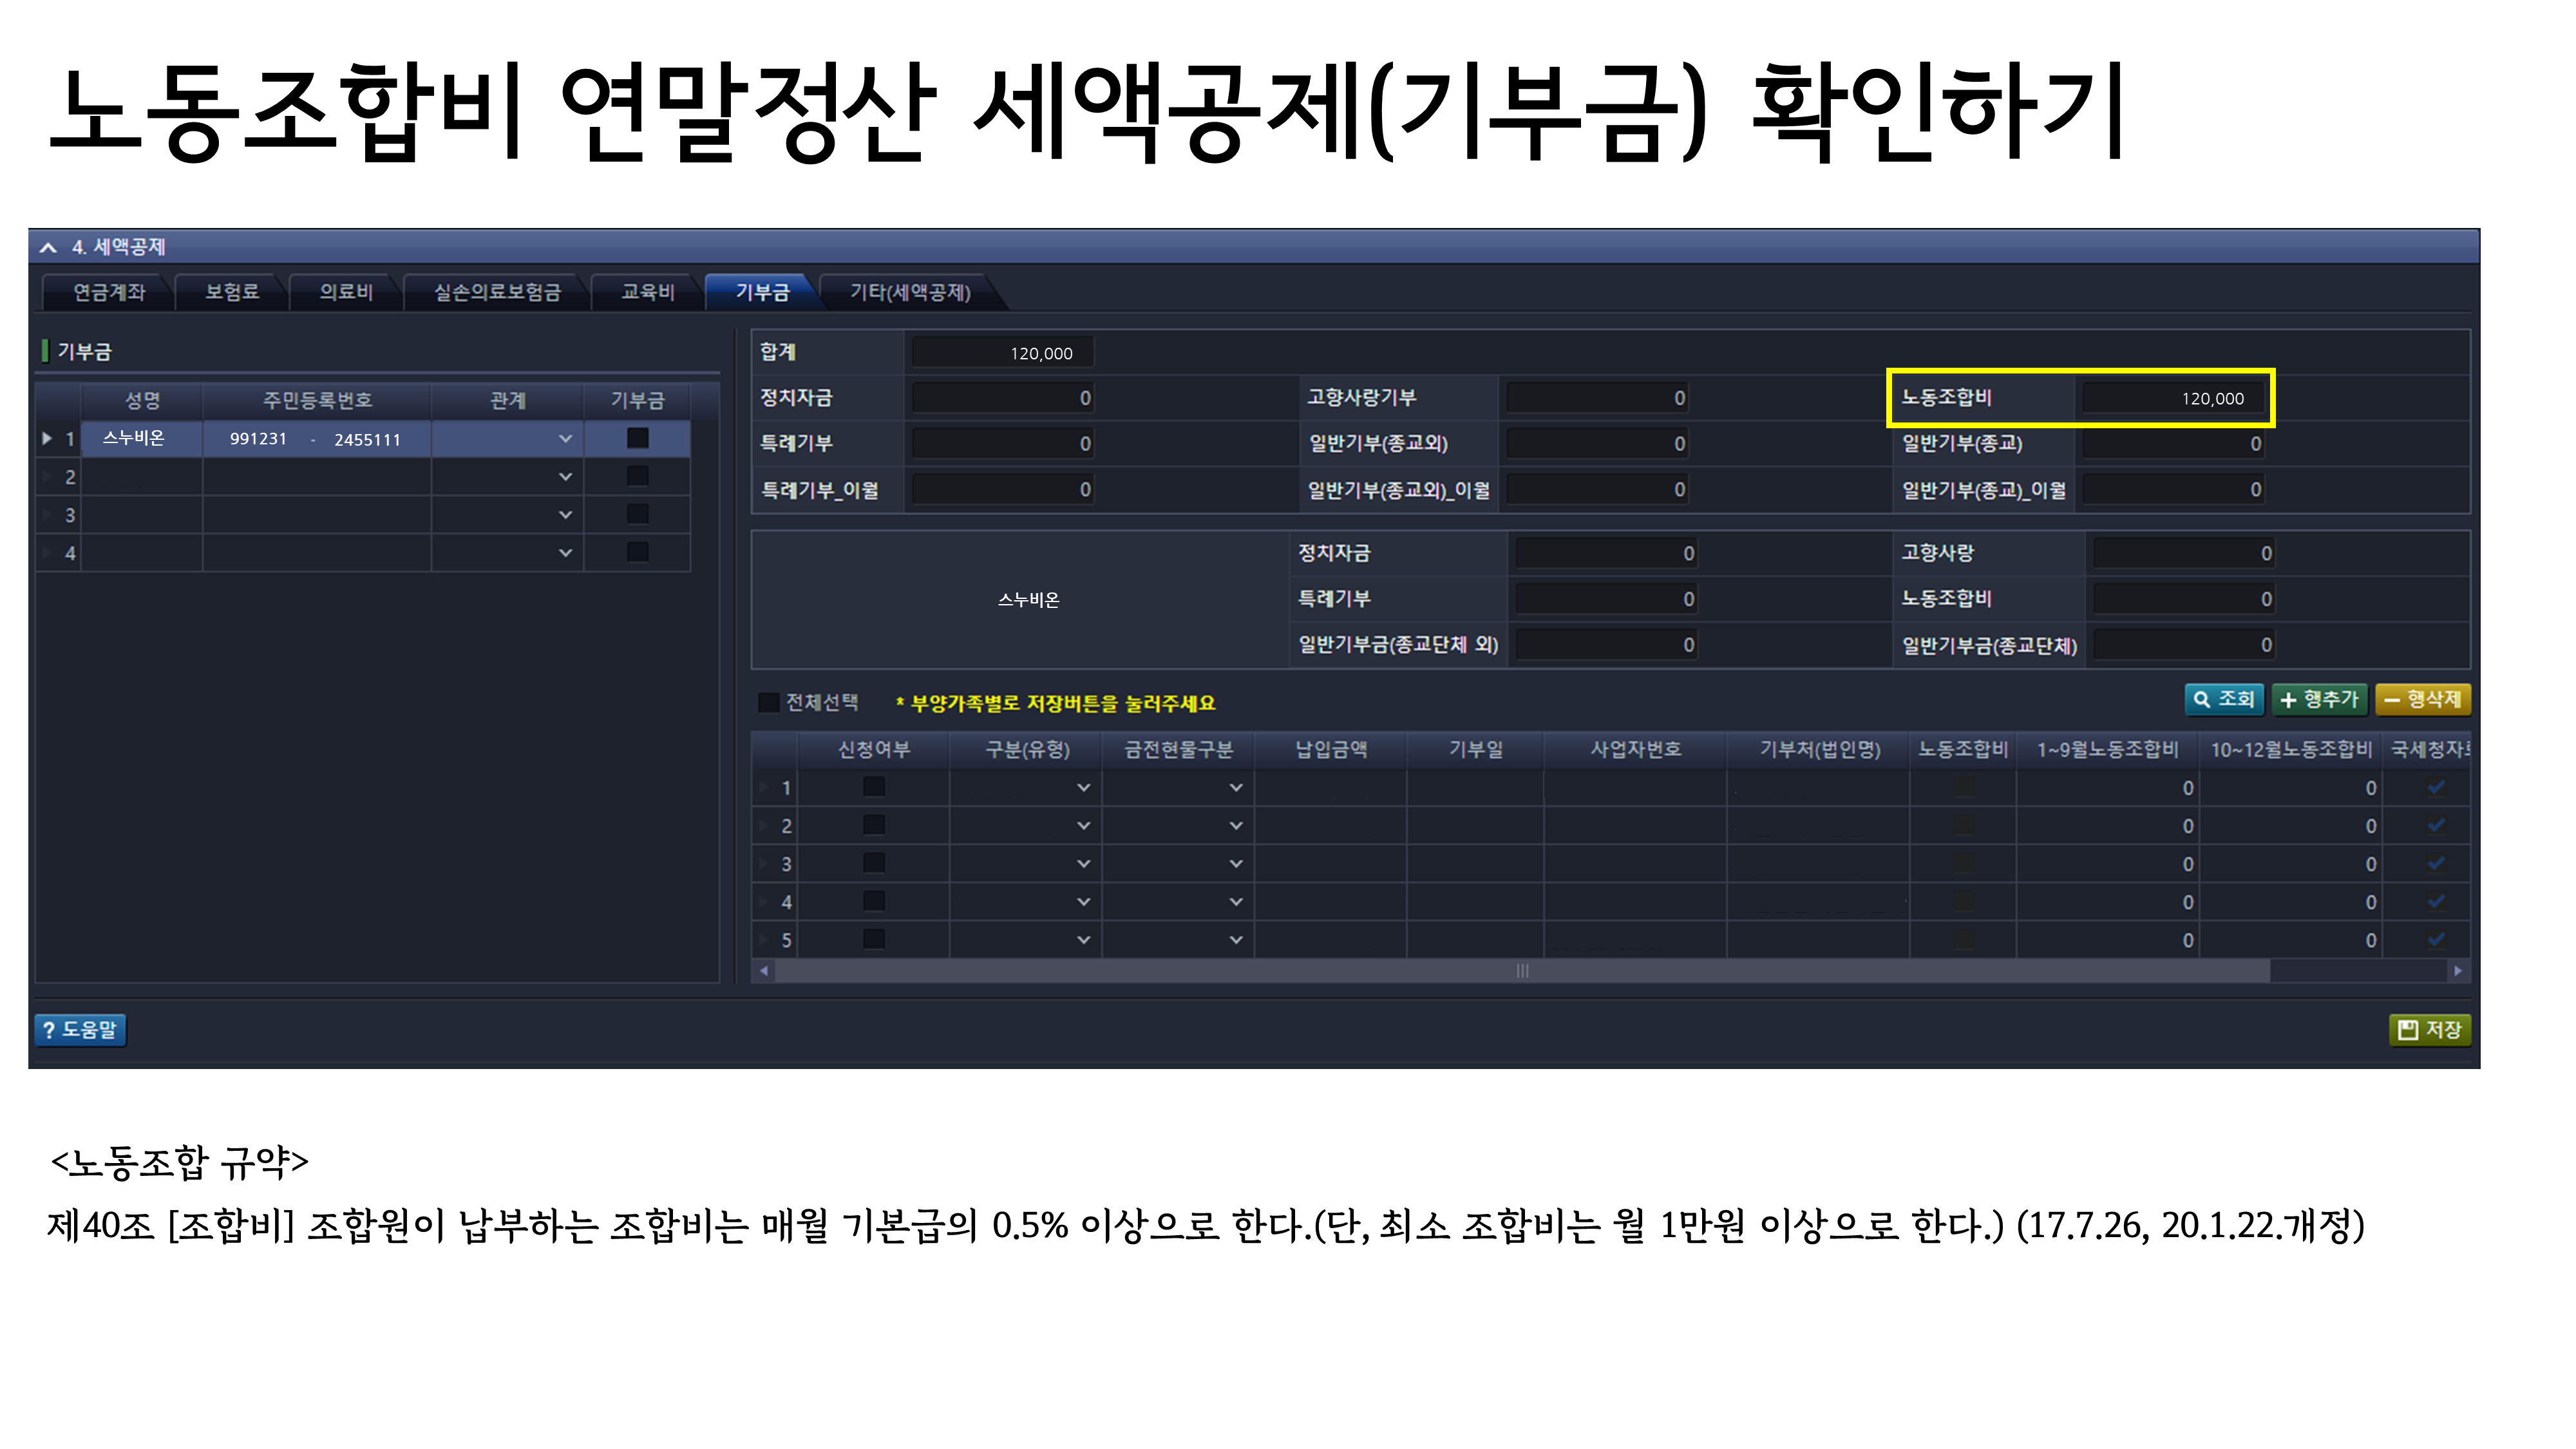 노동조합비 연말정산 세액공제(기부금) 확인하기
4. 세액공제
연금계좌 보험료 의료비 실손의료보험금 교육비 기부금 기타(세액공제)
기부금
성명 주민등록번호 관계 기부금
1 스누비온 991231 - 2455111
2
3
4
합계 120,000
정치자금 0 고향사랑기부 0 노동조합비 120,000
특례기부 0 일반기부(종교외) 0 일반기부(종교) 0
특례기부_이월 0 일반기부(종교외)_이월 0 일반기부(종교)_이월 0
스누비온
정치자금 0 고향사랑 0
특례기부 0 노동조합비 0
일반기부금(종교단체 외) 0 일반기부금(종교단체) 0
전체선택 * 부양가족별로 저장버튼을 눌러주세요 조회 행추가 행삭제
신청여부 구분(유형) 금전현물구분 납입금액 기부일 사업자번호 기부처(법인명) 노동조합비 1~9월노동조합비 10~12월노동조합비 국세청자료
1 0 0
2 0 0
3 0 0
4 0 0
5 0 0
? 도움말 저장
<노동조합 규약>
제40조 [조합비] 조합원이 납부하는 조합비는 매월 기본급의 0.5% 이상으로 한다.(단, 최소 조합비는 월 1만원 이상으로 한다.) (17.7.26, 20.1.22.개정)